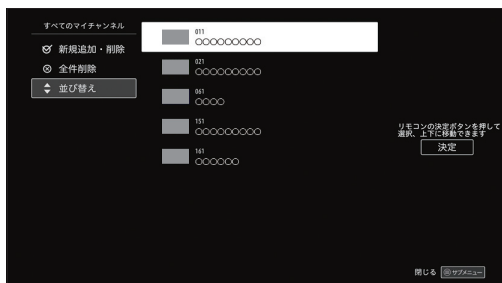 すべてのマイチャンネル
新規追加・削除
全件削除
並び替え
011
○○○○○○○○○
021
○○○○○○○○○
061
○○○○
151
○○○○○○○○○
161
○○○○○○
リモコンの決定ボタンを押して
選択、上下に移動できます
決定
閉じる サブメニュー